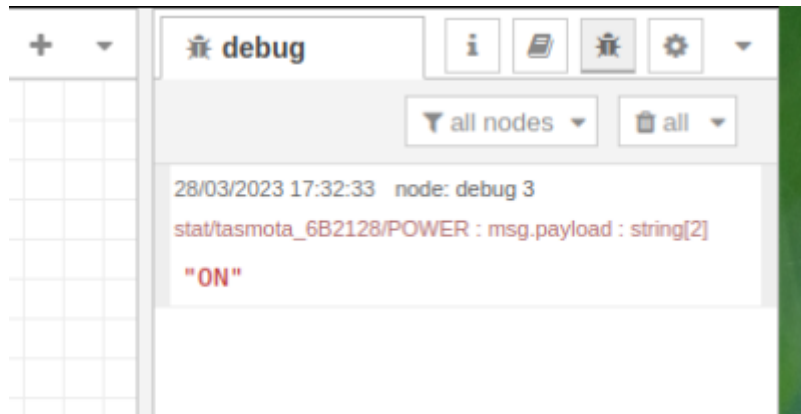 debug
all nodes
all
28/03/2023 17:32:33 node: debug 3
stat/tasmota_6B2128/POWER : msg.payload : string[2]
"ON"